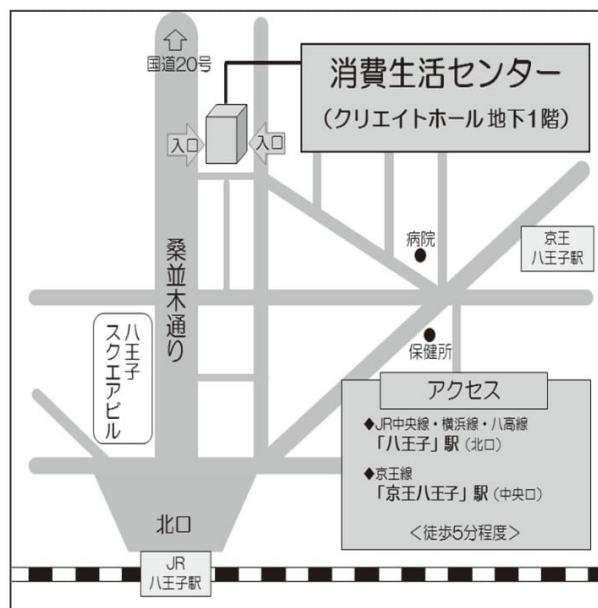 国道20号
消費生活センター
(クリエイトホール 地下1階)
入口
入口
病院
京王
八王子駅
桑並木通り
八王子
スクエアビル
保健所
アクセス
◆JR中央線・横浜線・八高線
「八王子」駅(北口)
◆京王線
「京王八王子」駅(中央口)
<徒歩5分程度>
北口
JR
八王子駅